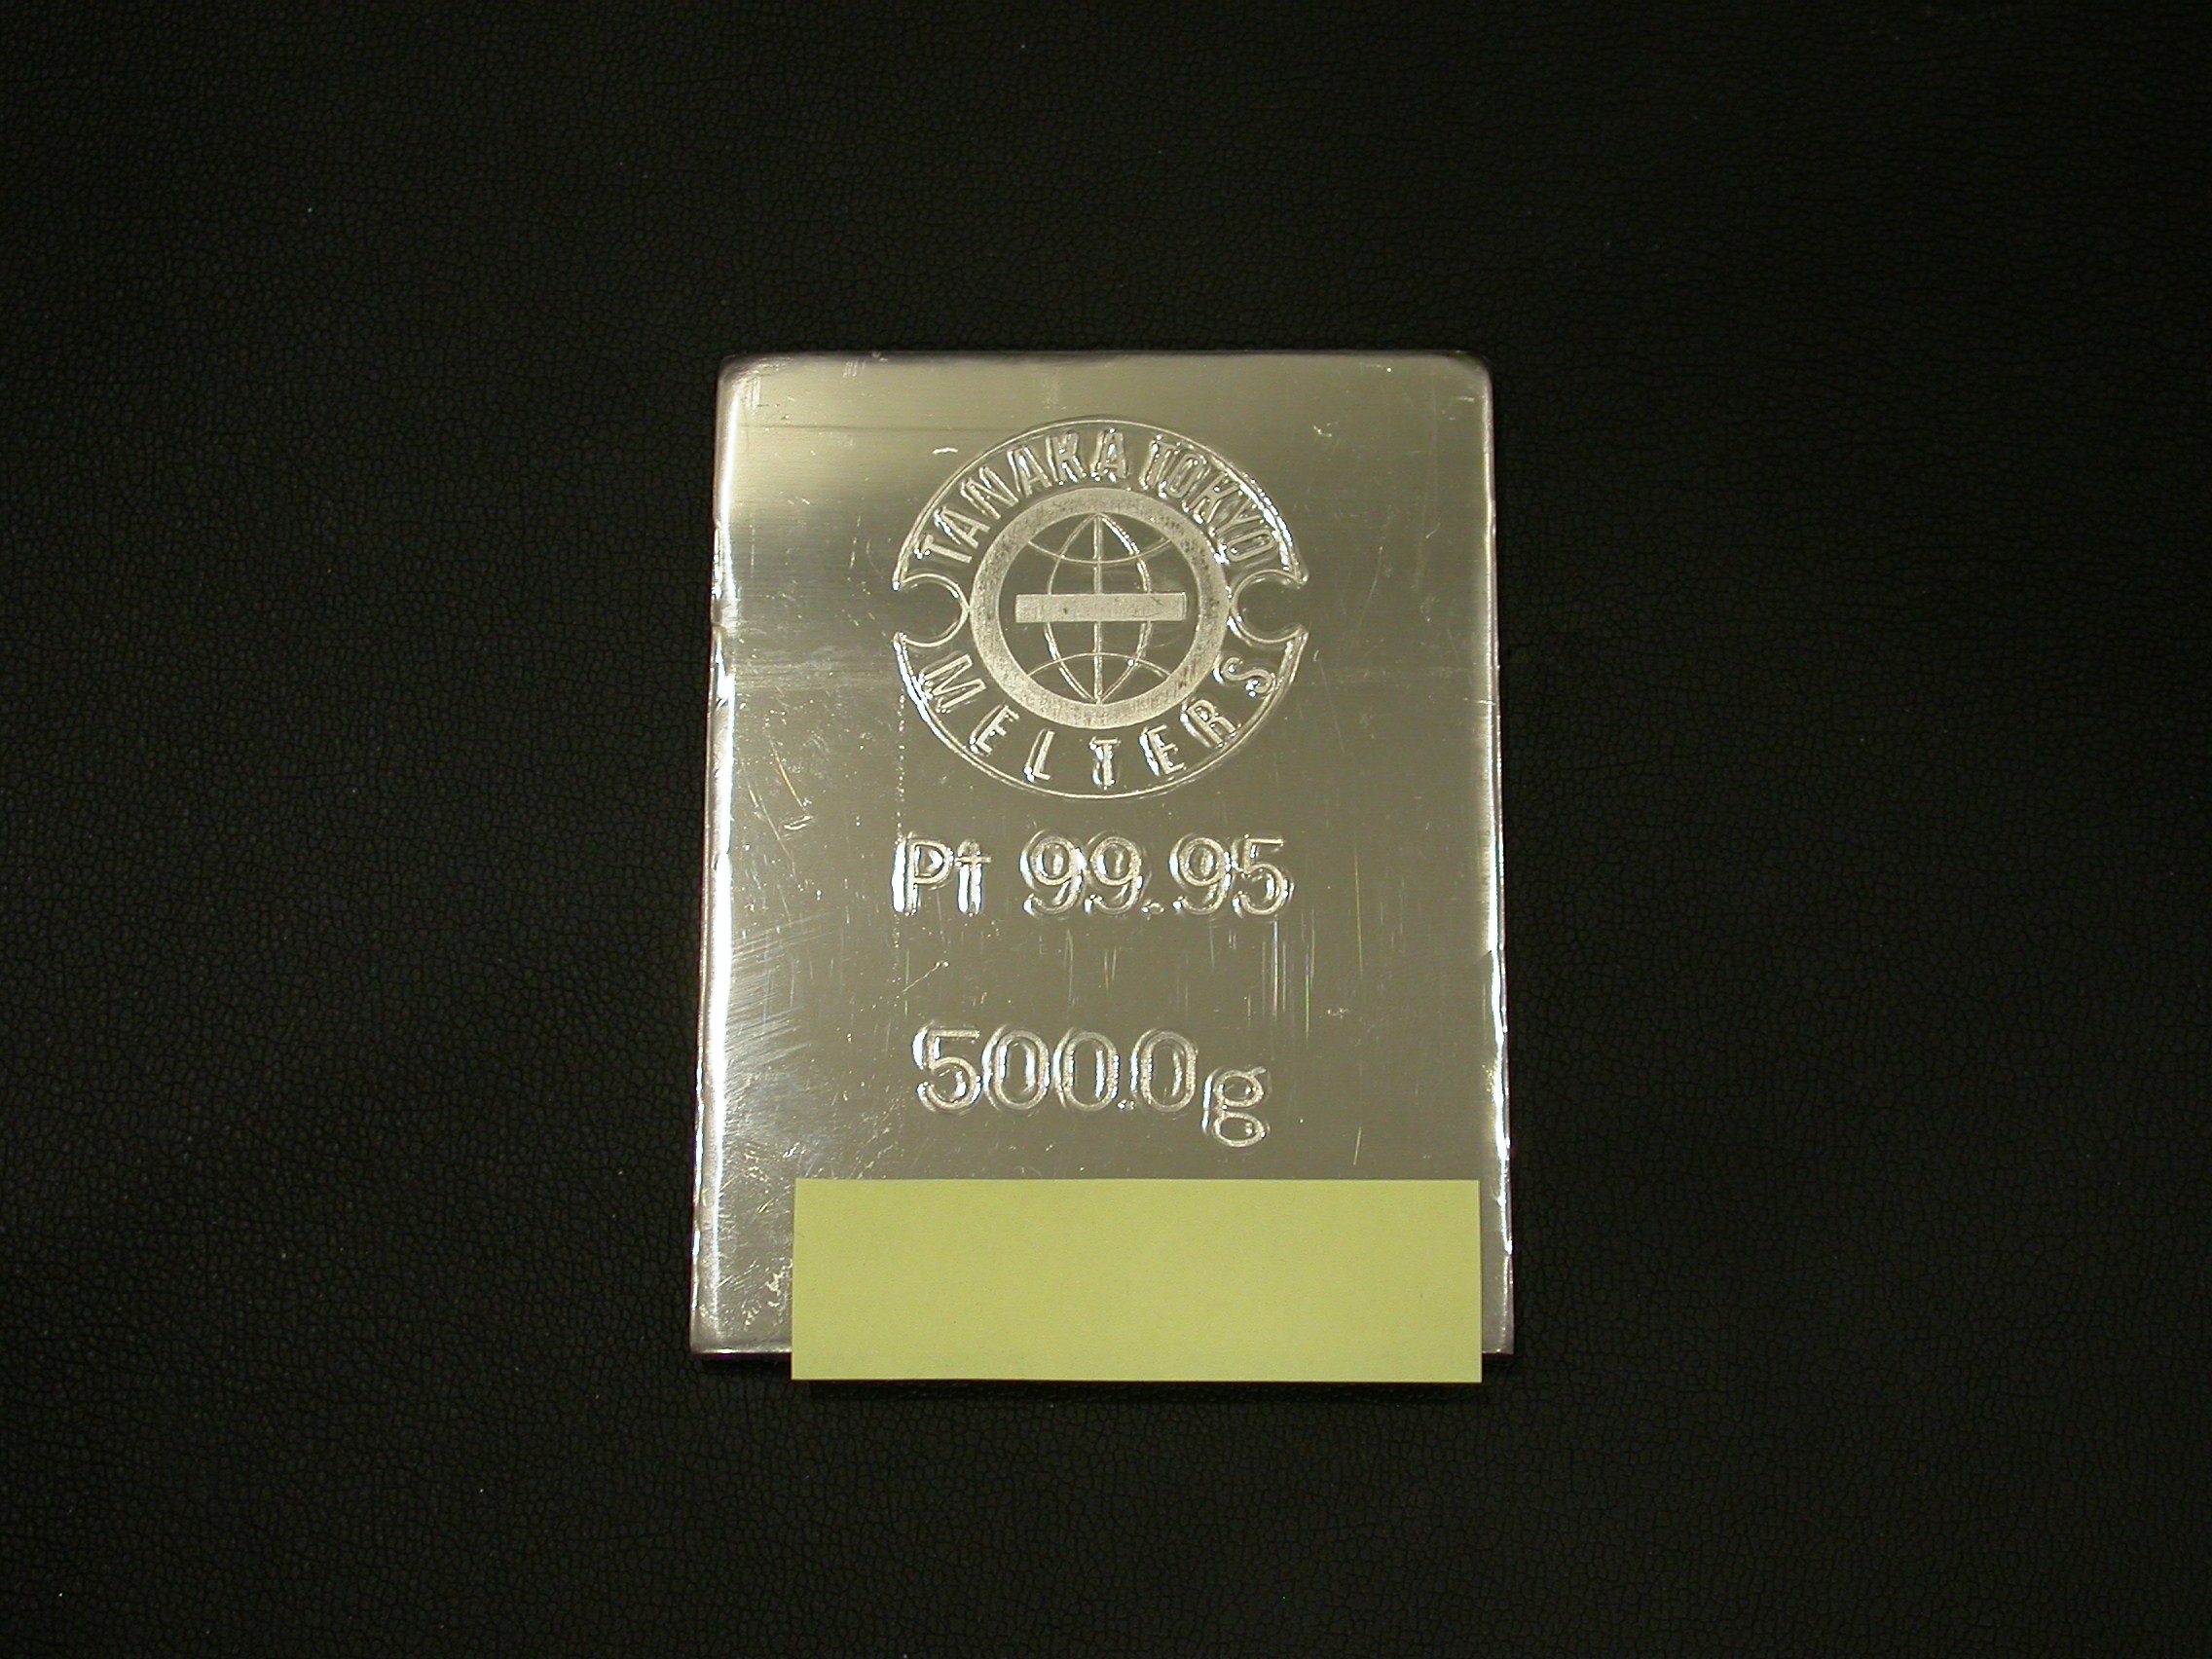 TANAKA TOKYO
MELTERS
Pt 99.95
500.0g